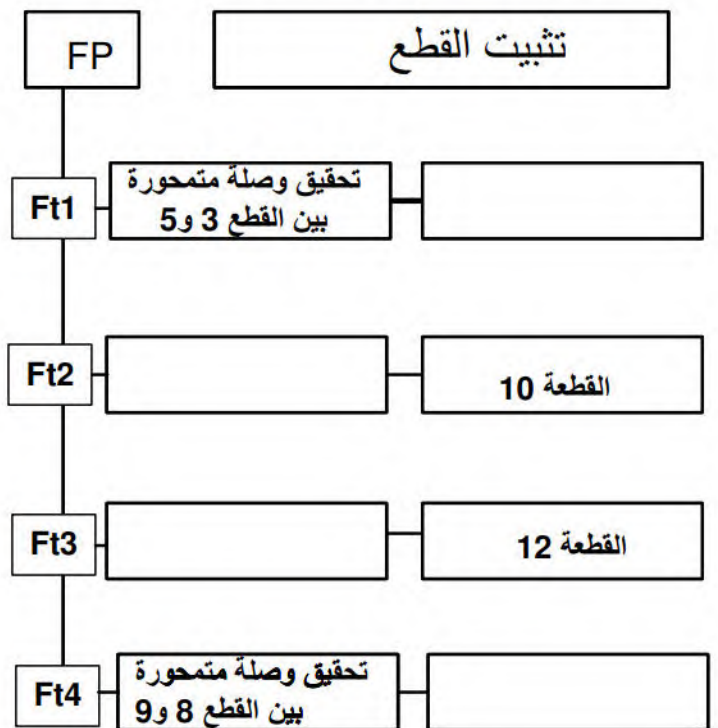 FP
تثبيت القطع
Ft1
تحقيق وصلة متمحورة
بين القطع 3 و5
Ft2
القطعة 10
Ft3
القطعة 12
Ft4
تحقيق وصلة متمحورة
بين القطع 8 و9